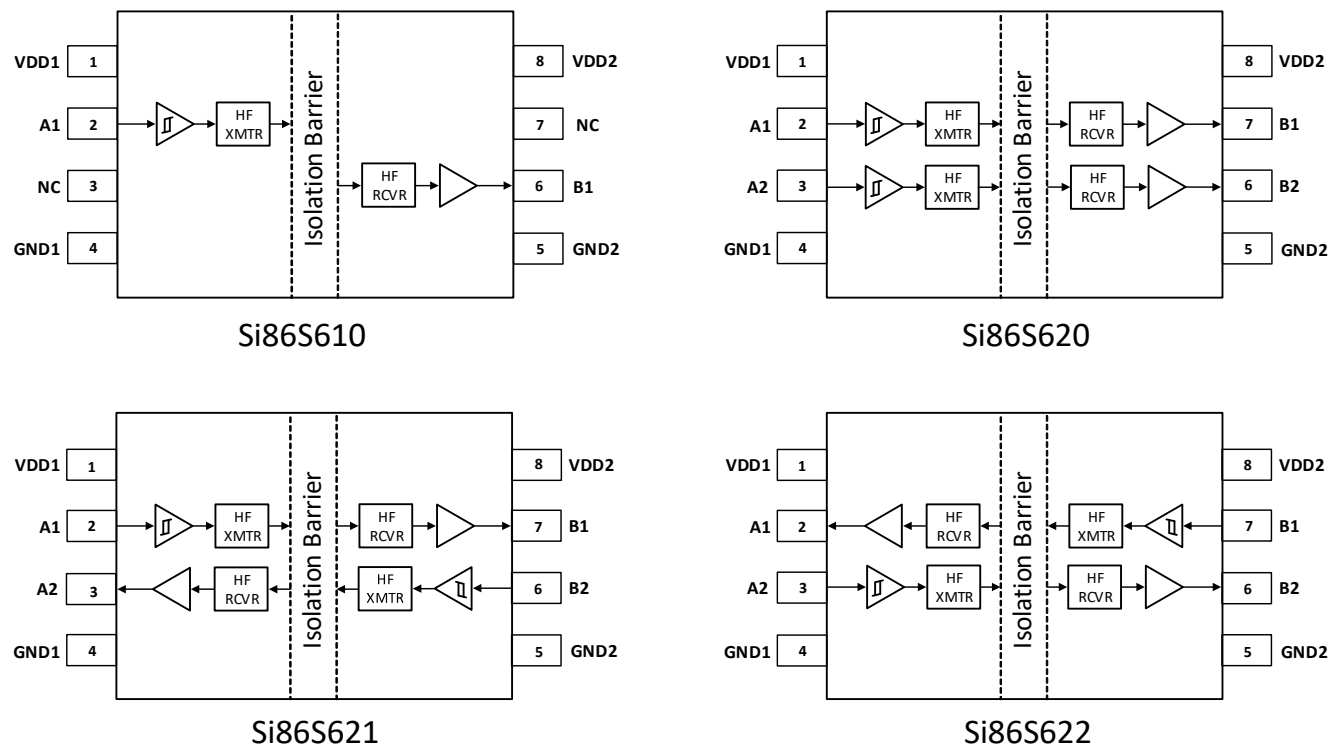 VDD1 1
A1 2
NC 3
GND1 4
HF
XMTR
Isolation Barrier
HF
RCVR
8 VDD2
7 NC
6 B1
5 GND2
Si86S610
VDD1 1
A1 2
A2 3
GND1 4
HF
XMTR
HF
XMTR
Isolation Barrier
HF
RCVR
HF
RCVR
8 VDD2
7 B1
6 B2
5 GND2
Si86S620
VDD1 1
A1 2
A2 3
GND1 4
HF
XMTR
HF
RCVR
Isolation Barrier
HF
RCVR
HF
XMTR
8 VDD2
7 B1
6 B2
5 GND2
Si86S621
VDD1 1
A1 2
A2 3
GND1 4
HF
RCVR
HF
XMTR
Isolation Barrier
HF
XMTR
HF
RCVR
8 VDD2
7 B1
6 B2
5 GND2
Si86S622